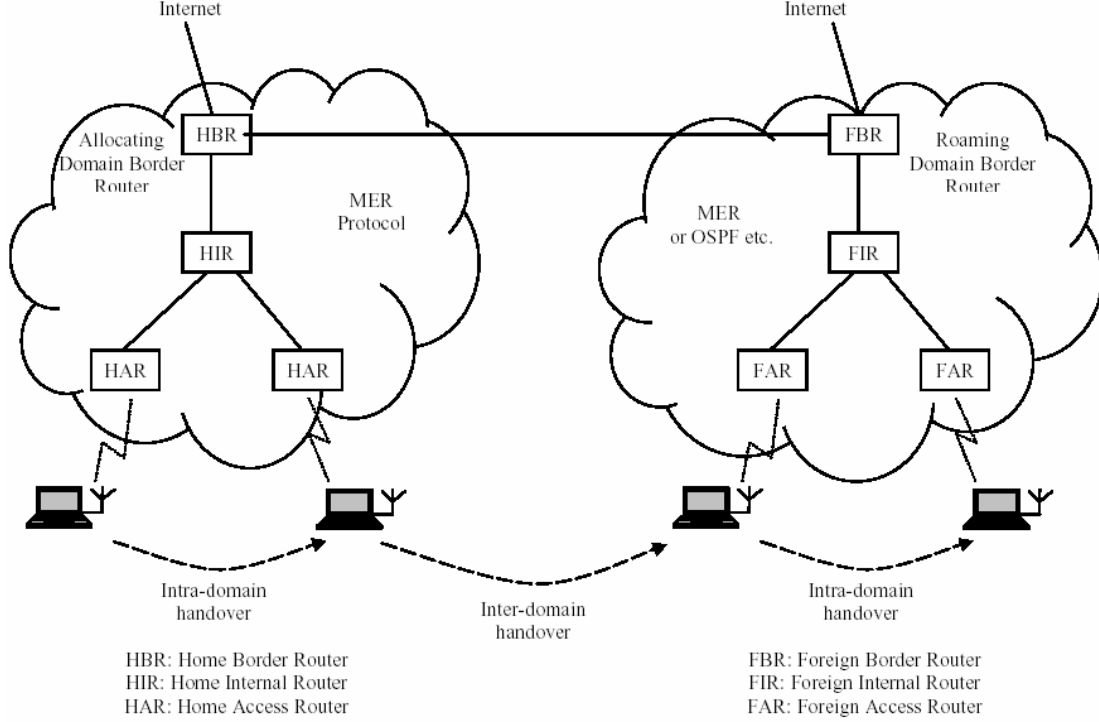 Internet
Internet
HBR
FBR
Allocating
Domain Border
Router
Roaming
Domain Border
Router
MER
Protocol
MER
or OSPF etc.
HIR
FIR
HAR
HAR
FAR
FAR
Intra-domain
handover
Inter-domain
handover
Intra-domain
handover
HBR: Home Border Router
HIR: Home Internal Router
HAR: Home Access Router
FBR: Foreign Border Router
FIR: Foreign Internal Router
FAR: Foreign Access Router